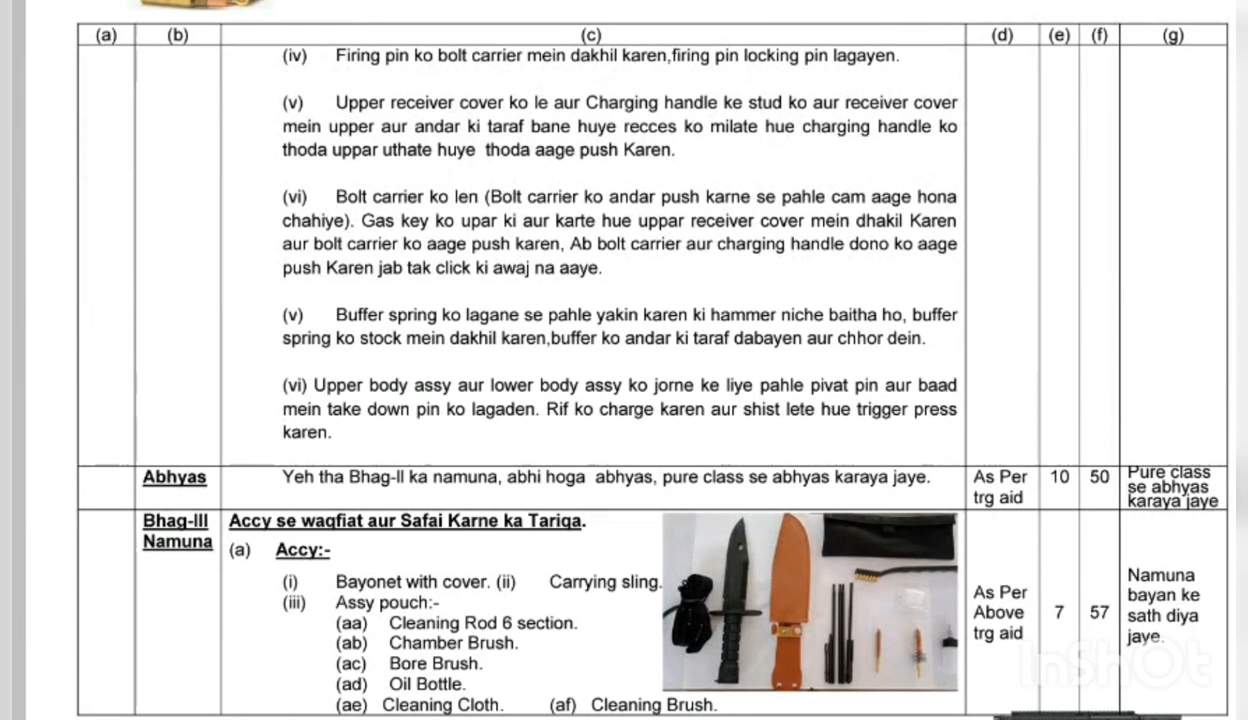 (a) (b) (c) (d) (e) (f) (g)
(iv) Firing pin ko bolt carrier mein dakhil karen,firing pin locking pin lagayen.
(v) Upper receiver cover ko le aur Charging handle ke stud ko aur receiver cover
mein upper aur andar ki taraf bane huye recces ko milate hue charging handle ko
thoda uppar uthate huye thoda aage push Karen.
(vi) Bolt carrier ko len (Bolt carrier ko andar push karne se pahle cam aage hona
chahiye). Gas key ko upar ki aur karte hue uppar receiver cover mein dhakil Karen
aur bolt carrier ko aage push karen, Ab bolt carrier aur charging handle dono ko aage
push Karen jab tak click ki awaj na aaye.
(v) Buffer spring ko lagane se pahle yakin karen ki hammer niche baitha ho, buffer
spring ko stock mein dakhil karen,buffer ko andar ki taraf dabayen aur chhor dein.
(vi) Upper body assy aur lower body assy ko jorne ke liye pahle pivat pin aur baad
mein take down pin ko lagaden. Rif ko charge karen aur shist lete hue trigger press
karen.
Abhyas
Yeh tha Bhag-II ka namuna, abhi hoga abhyas, pure class se abhyas karaya jaye.
As Per
trg aid
10
50
Pure class
se abhyas
karaya jaye
Bhag-III
Namuna
Accy se waqfiat aur Safai Karne ka Tariqa.
(a) Accy:-
(i) Bayonet with cover. (ii) Carrying sling.
(iii) Assy pouch:-
(aa) Cleaning Rod 6 section.
(ab) Chamber Brush.
(ac) Bore Brush.
(ad) Oil Bottle.
(ae) Cleaning Cloth. (af) Cleaning Brush.
As Per
Above
trg aid
7
57
Namuna
bayan ke
sath diya
jaye.
InShOt